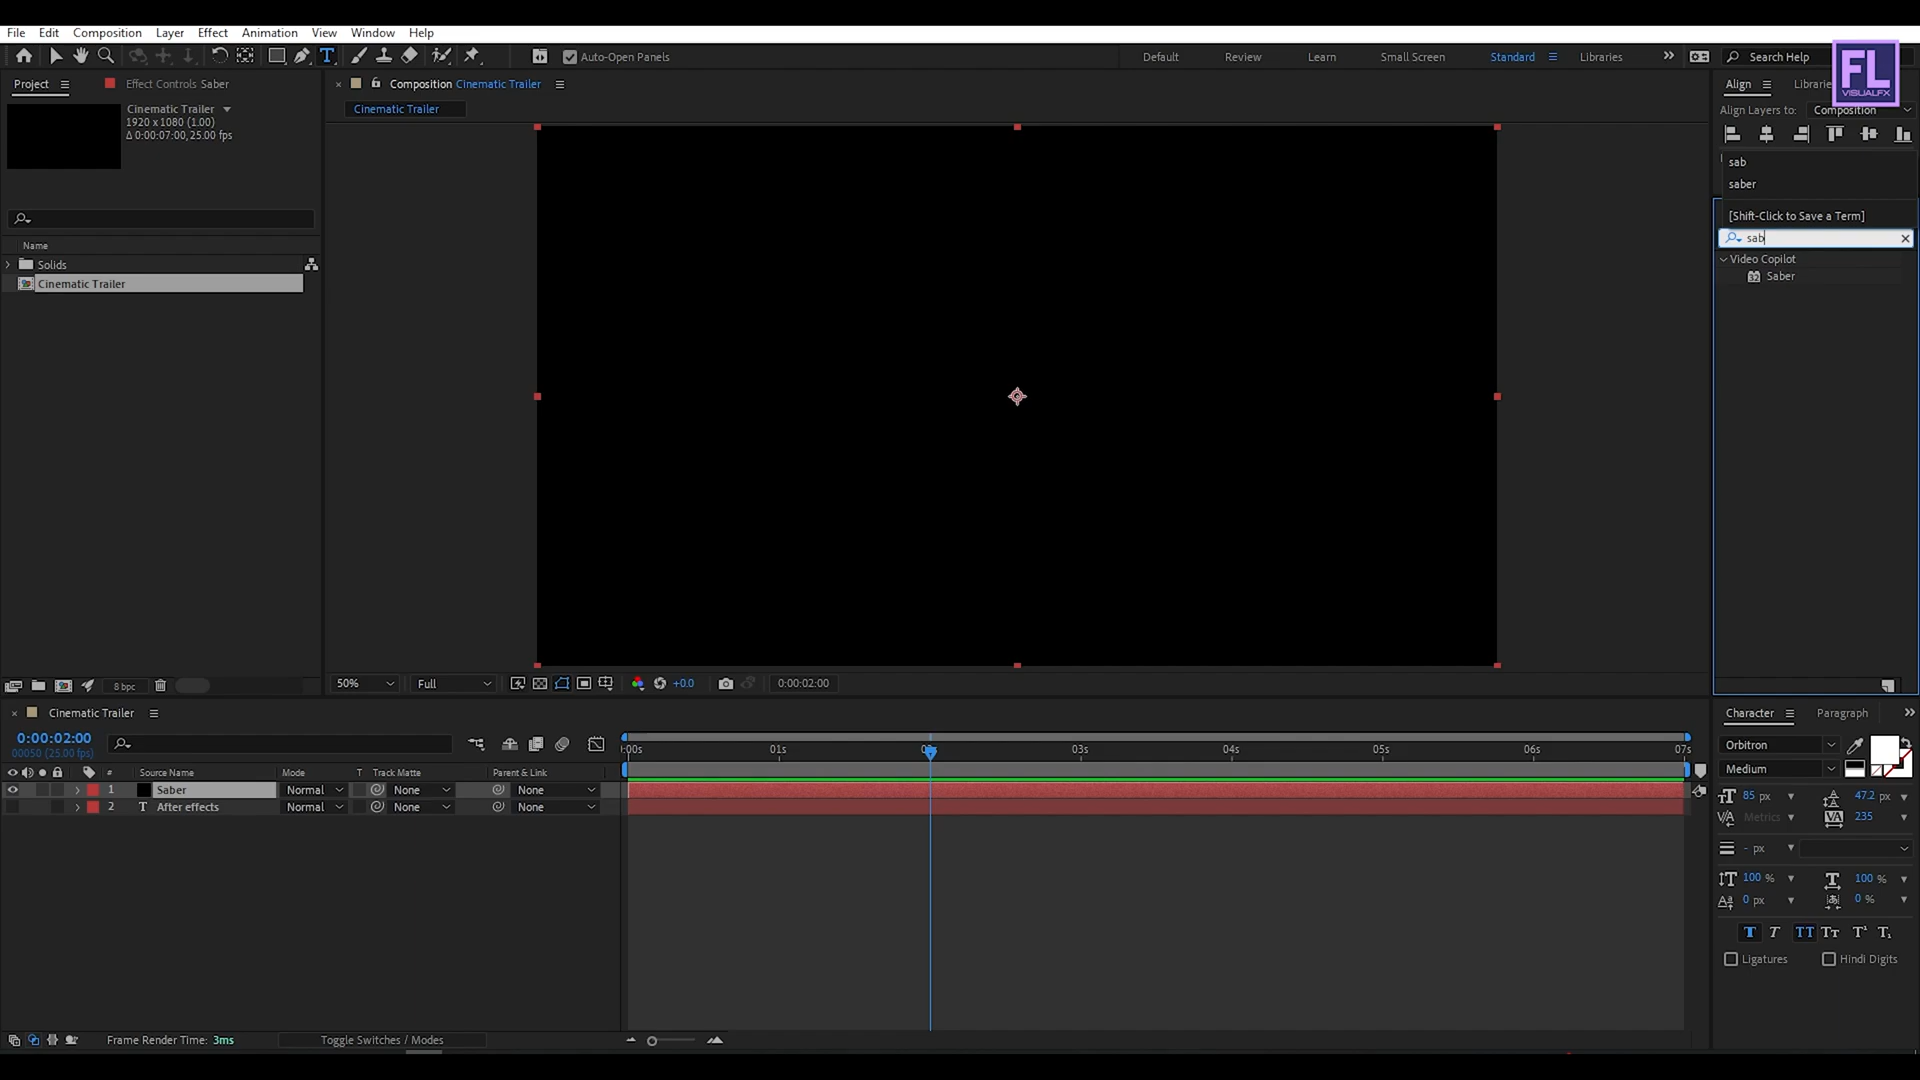 File Edit Composition Layer Effect Animation View Window Help
Auto-Open Panels Default Review Learn Small Screen Standard Libraries Search Help
FL
VISUALFX
Project Effect Controls Saber
Cinematic Trailer
1920 x 1080 (1.00)
Δ 0:00:07:00, 25.00 fps
Name
Solids
Cinematic Trailer
8 bpc
Composition Cinematic Trailer
Cinematic Trailer
50% Full +0.0 0:00:02:00
Align
Align Layers to: Composition
sab
saber
[Shift-Click to Save a Term]
sab
Video Copilot
32 Saber
Cinematic Trailer
0:00:02:00
00050 (25.00 fps)
:00s 01s 03s 04s 05s 06s 07s
# Source Name Mode T Track Matte Parent & Link
1 Saber Normal None None
2 T After effects Normal None None
Frame Render Time: 3ms Toggle Switches / Modes
Character Paragraph
Orbitron
Medium
85 px 47.2 px
Metrics 235
- px
100 % 100 %
0 px 0 %
T T TT Tт T¹ T₁
Ligatures Hindi Digits